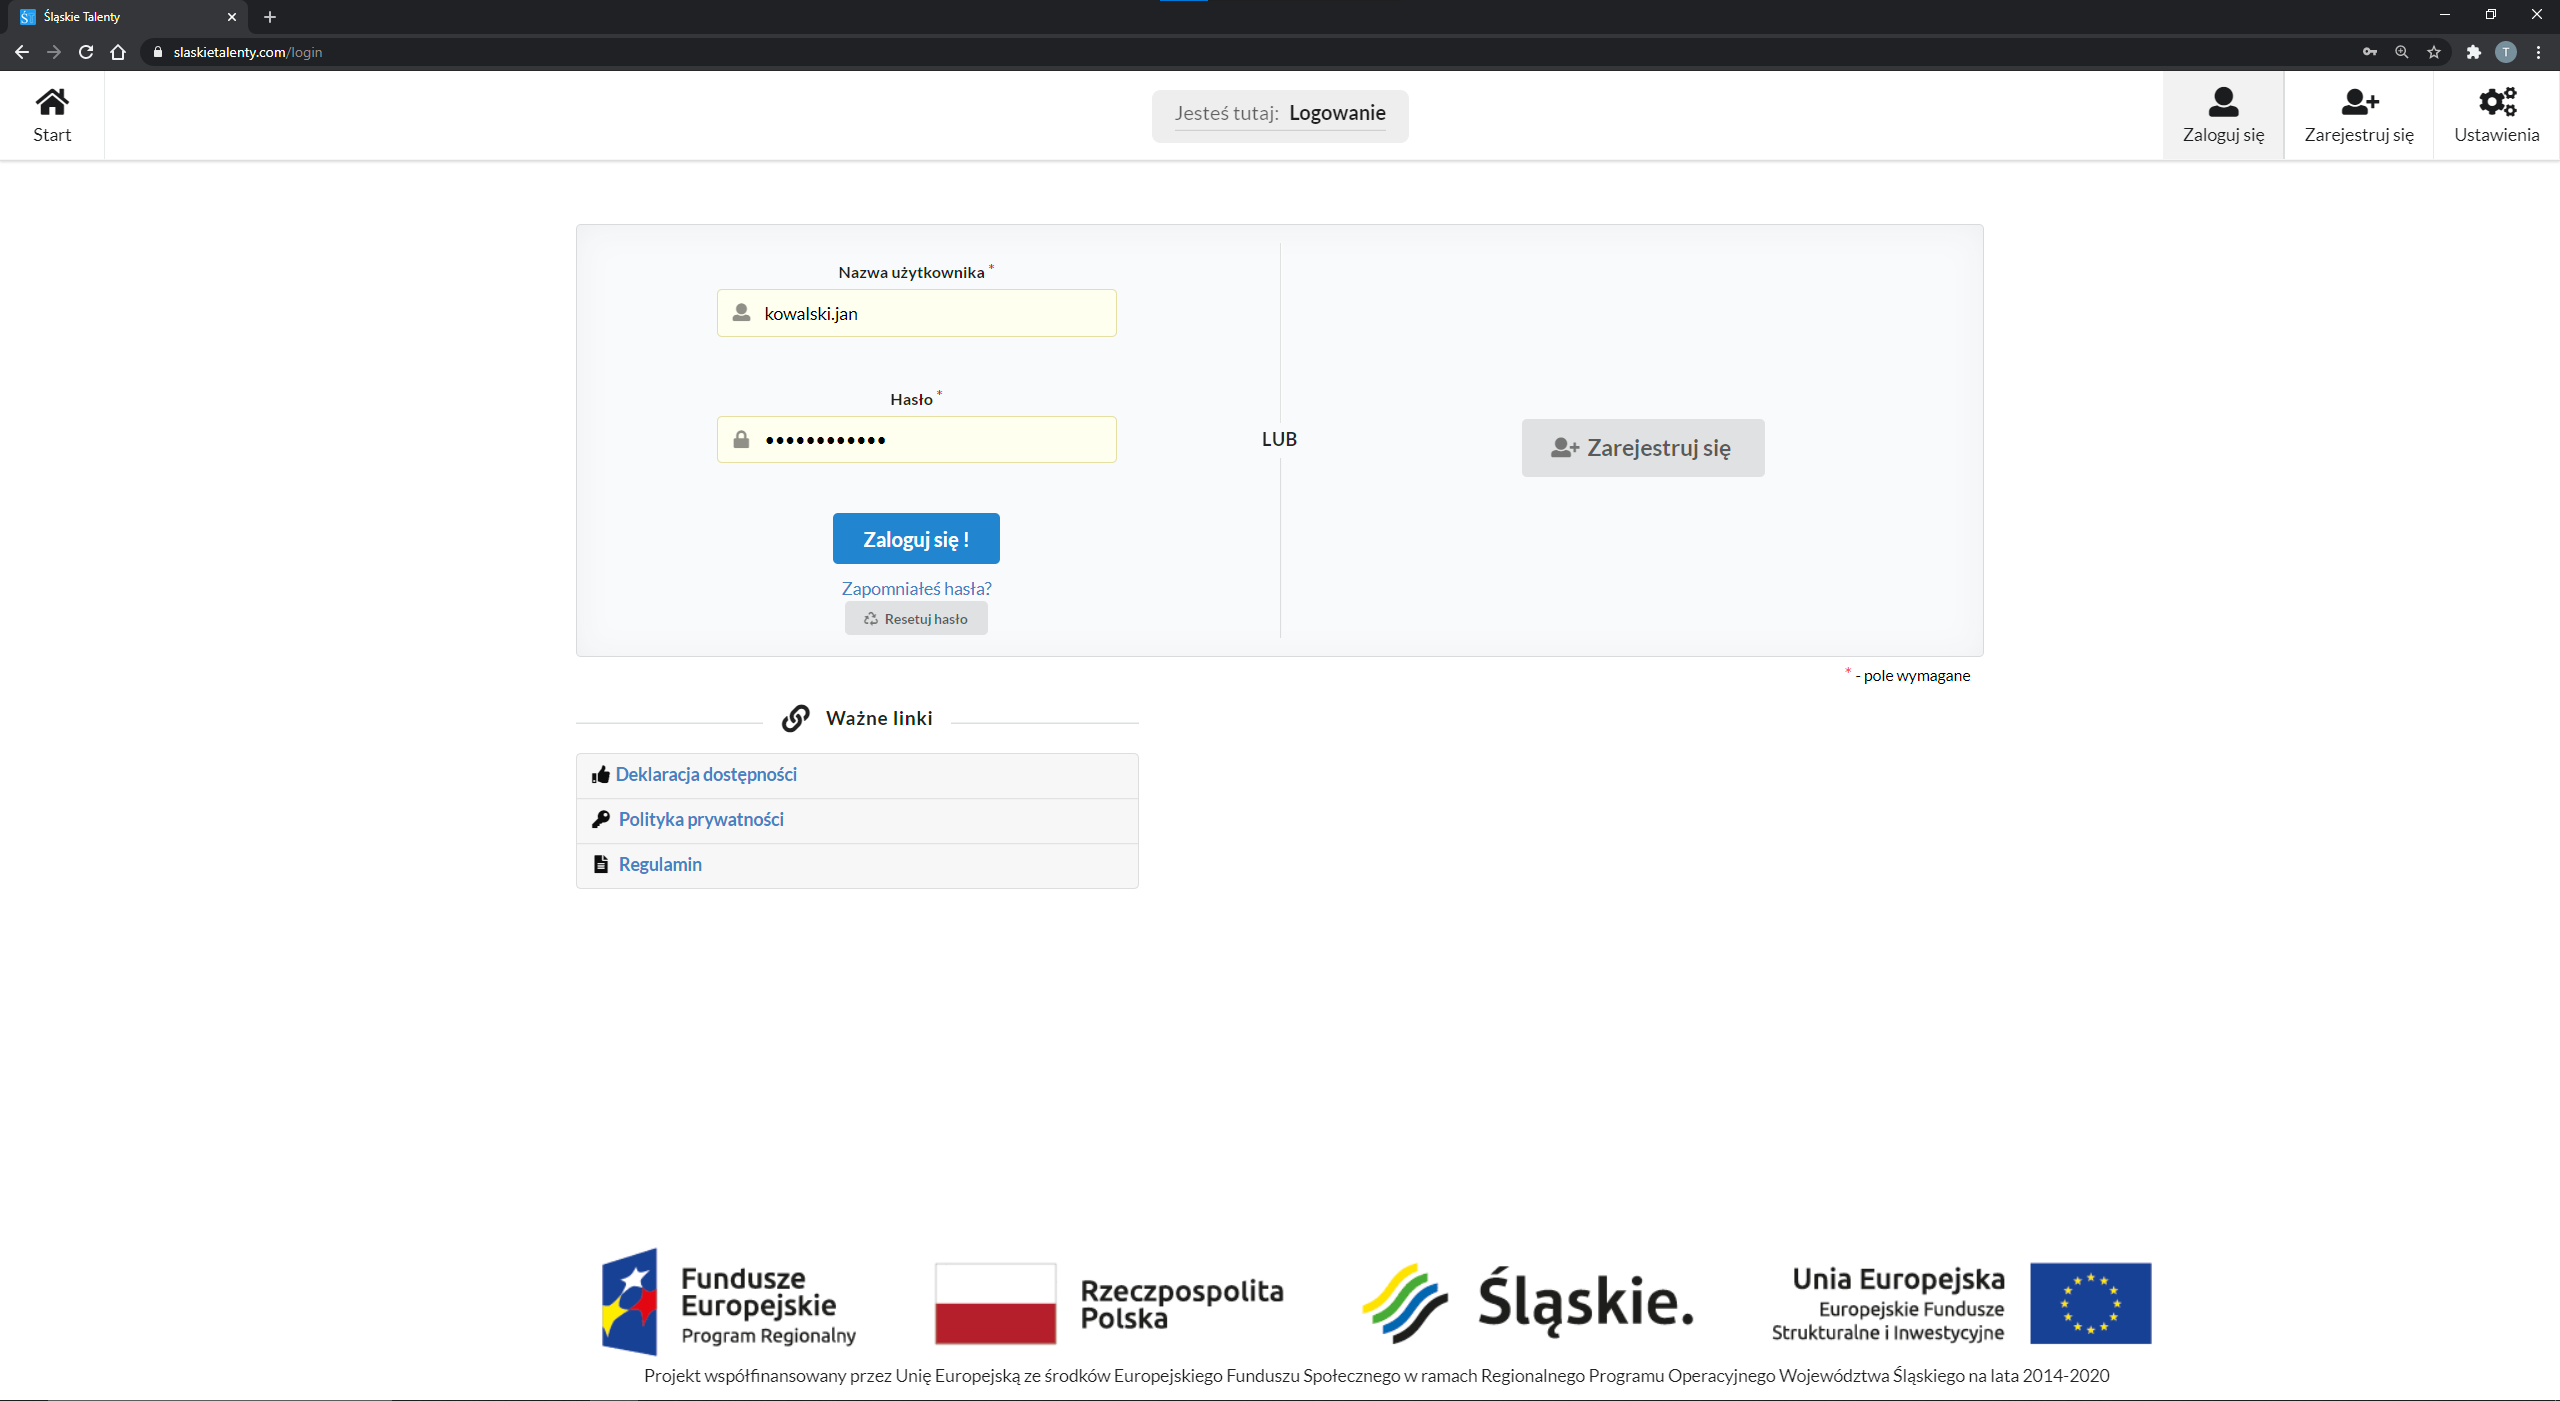 Śląskie Talenty
slaskietalenty.com/login
T
Start
Jesteś tutaj: Logowanie
Zaloguj się
Zarejestruj się
Ustawienia
Nazwa użytkownika *
kowalski.jan
Hasło *
••••••••••••
LUB
Zarejestruj się
Zaloguj się !
Zapomniałeś hasła?
Resetuj hasło
* - pole wymagane
Ważne linki
Deklaracja dostępności
Polityka prywatności
Regulamin
Fundusze
Europejskie
Program Regionalny
Rzeczpospolita
Polska
Śląskie.
Unia Europejska
Europejskie Fundusze
Strukturalne i Inwestycyjne
Projekt współfinansowany przez Unię Europejską ze środków Europejskiego Funduszu Społecznego w ramach Regionalnego Programu Operacyjnego Województwa Śląskiego na lata 2014-2020